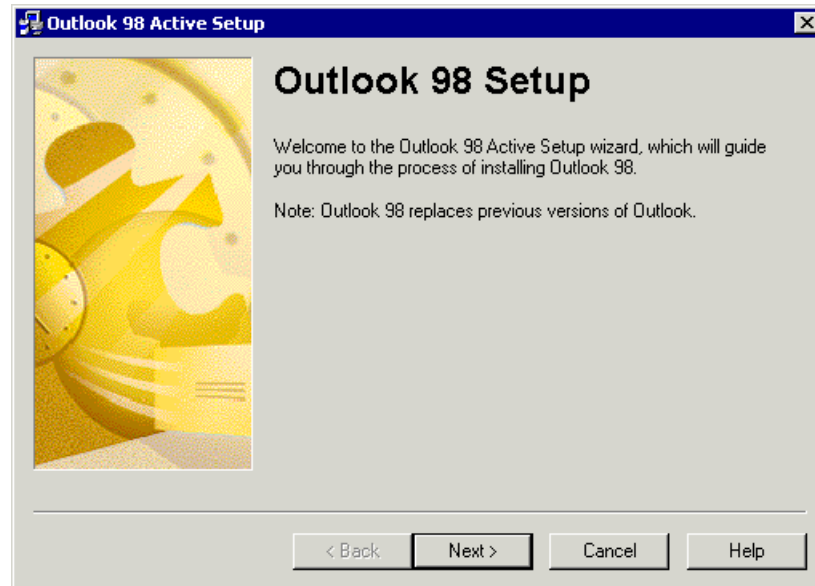 Outlook 98 Active Setup
Outlook 98 Setup
Welcome to the Outlook 98 Active Setup wizard, which will guide
you through the process of installing Outlook 98.
Note: Outlook 98 replaces previous versions of Outlook.
< Back
Next >
Cancel
Help